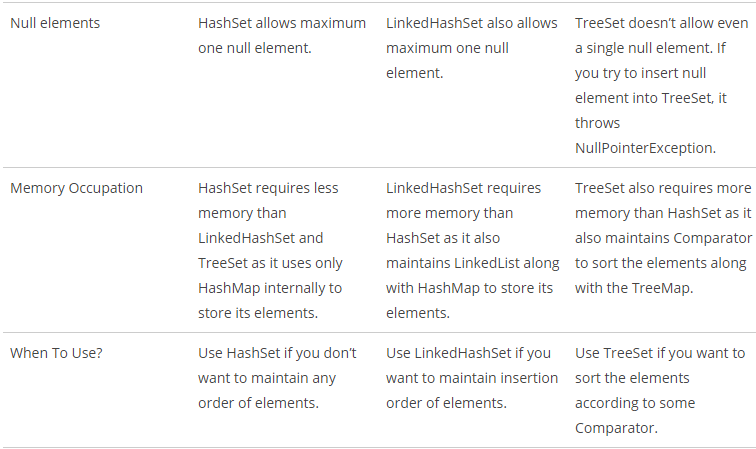 Null elements
HashSet allows maximum
one null element.
LinkedHashSet also allows
maximum one null
element.
TreeSet doesn’t allow even
a single null element. If
you try to insert null
element into TreeSet, it
throws
NullPointerException.
Memory Occupation
HashSet requires less
memory than
LinkedHashSet and
TreeSet as it uses only
HashMap internally to
store its elements.
LinkedHashSet requires
more memory than
HashSet as it also
maintains LinkedList along
with HashMap to store its
elements.
TreeSet also requires more
memory than HashSet as it
also maintains Comparator
to sort the elements along
with the TreeMap.
When To Use?
Use HashSet if you don’t
want to maintain any
order of elements.
Use LinkedHashSet if you
want to maintain insertion
order of elements.
Use TreeSet if you want to
sort the elements
according to some
Comparator.